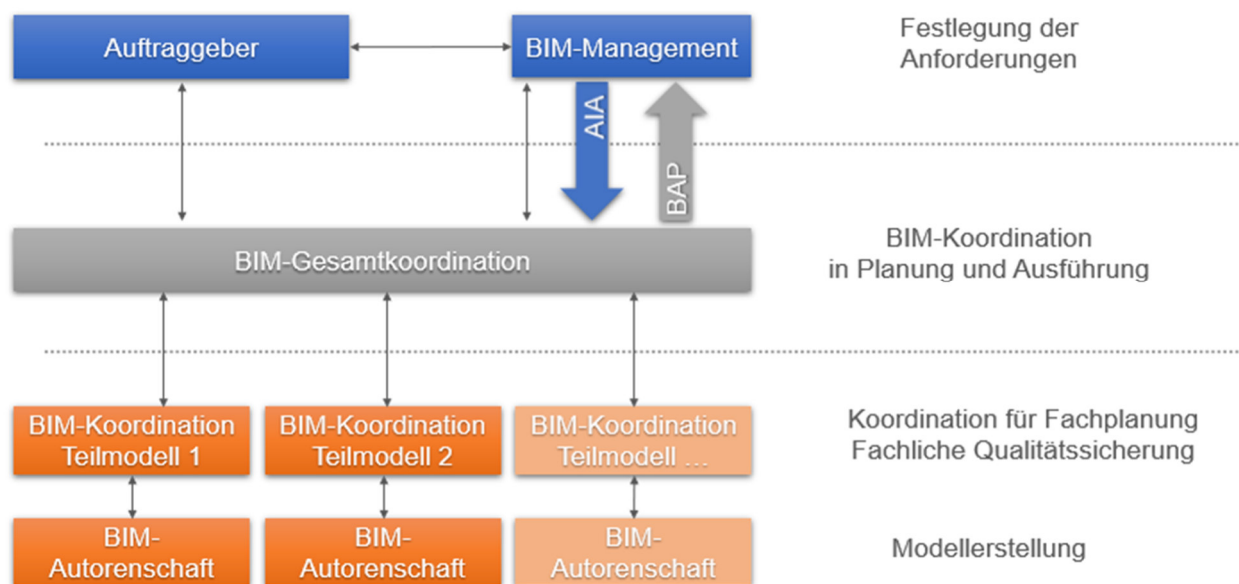 Auftraggeber
BIM-Management
Festlegung der
Anforderungen
AIA
BAP
BIM-Gesamtkoordination
BIM-Koordination
in Planung und Ausführung
BIM-Koordination
Teilmodell 1
BIM-Koordination
Teilmodell 2
BIM-Koordination
Teilmodell ...
Koordination für Fachplanung
Fachliche Qualitätssicherung
BIM-
Autorenschaft
BIM-
Autorenschaft
BIM-
Autorenschaft
Modellerstellung